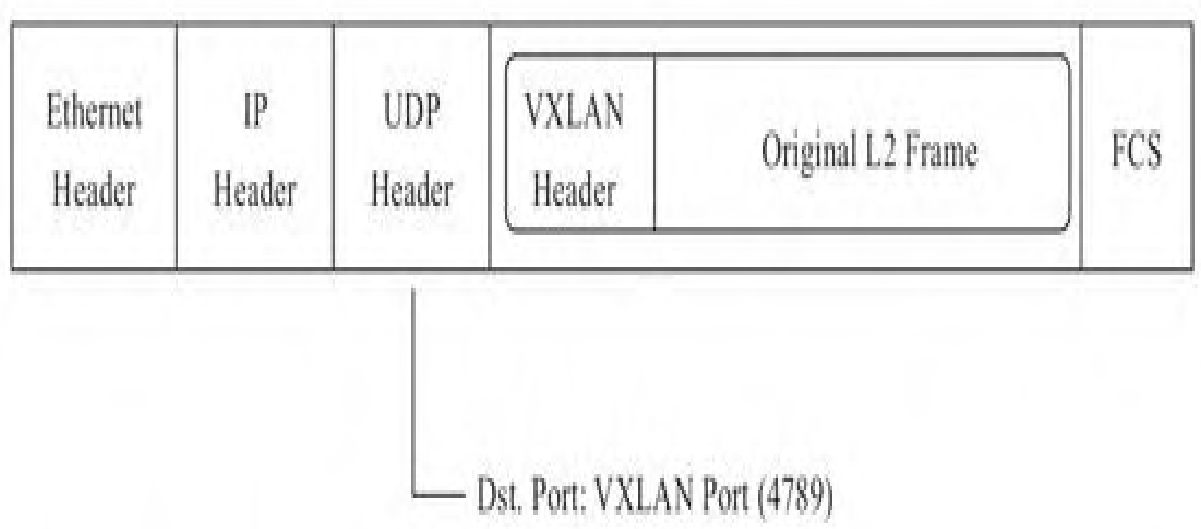 Ethernet
Header
IP
Header
UDP
Header
VXLAN
Header
Original L2 Frame
FCS
Dst. Port: VXLAN Port (4789)